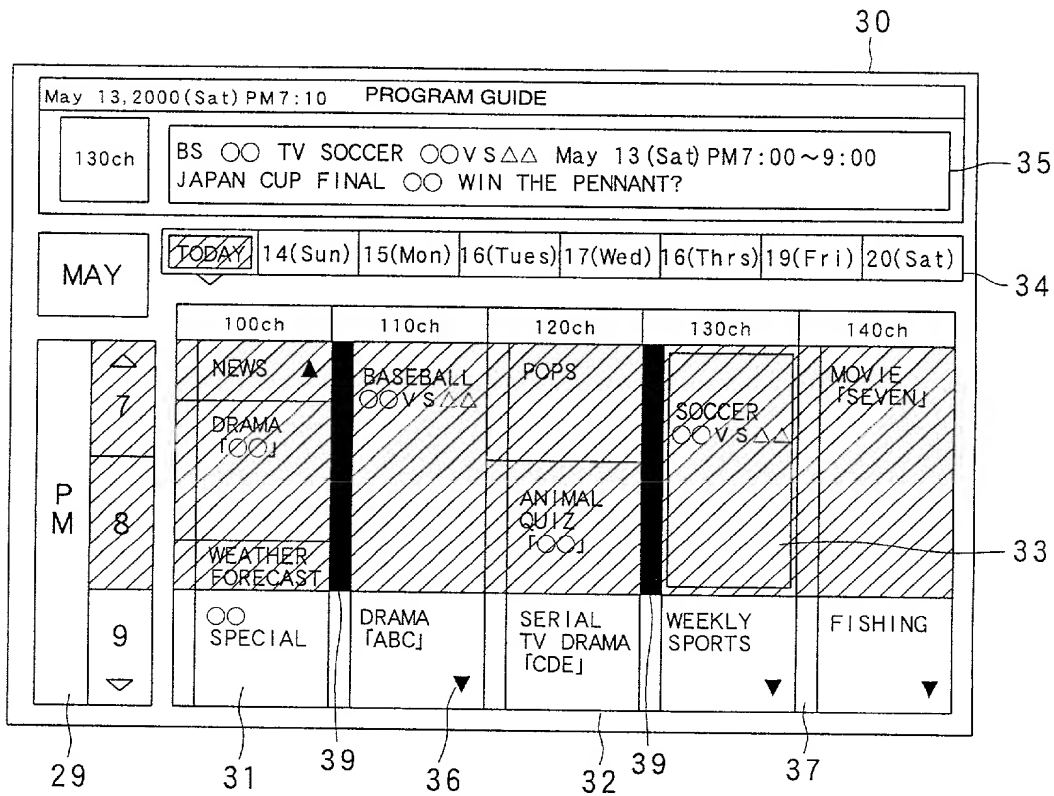 30
May 13,2000(Sat)PM7:10 PROGRAM GUIDE
130ch
BS ○○ TV SOCCER ○○VS△△ May 13(Sat)PM7:00~9:00
JAPAN CUP FINAL ○○ WIN THE PENNANT?
35
MAY
TODAY 14(Sun) 15(Mon) 16(Tues) 17(Wed) 16(Thrs) 19(Fri) 20(Sat)
34
100ch 110ch 120ch 130ch 140ch
PM
7
8
9
NEWS ▲
DRAMA
「○○」
WEATHER
FORECAST
○○
SPECIAL
BASEBALL
○○VS△△
DRAMA
「ABC」
▼
POPS
ANIMAL
QUIZ
「○○」
SERIAL
TV DRAMA
「CDE」
SOCCER
○○VS△△
WEEKLY
SPORTS
▼
MOVIE
「SEVEN」
FISHING
▼
33
29 31 39 36 32 39 37